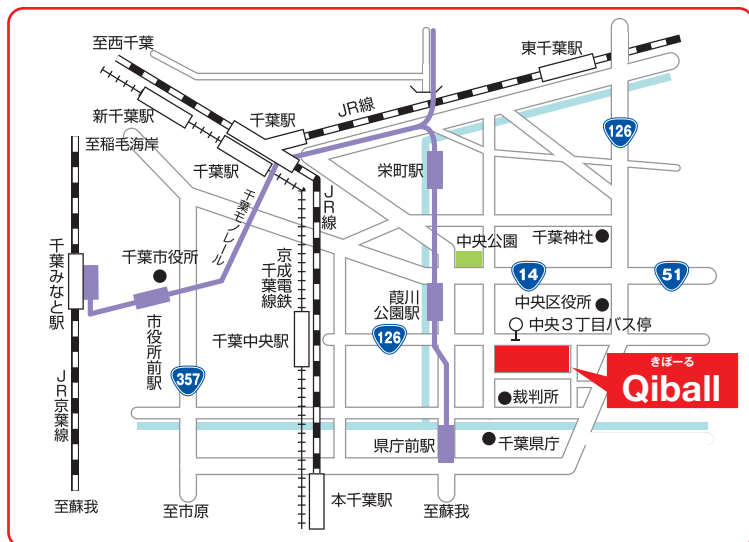 至西千葉
東千葉駅
JR線
新千葉駅
千葉駅
126
至稲毛海岸
千葉駅
栄町駅
JR線
千葉モノレール
中央公園
千葉神社
千葉みなと駅
千葉市役所
京成電鉄
千葉線
14
51
葭川
公園駅
中央区役所
中央3丁目バス停
市役所前駅
千葉中央駅
126
きぼーる
Qiball
357
JR京葉線
裁判所
県庁前駅
千葉県庁
本千葉駅
至蘇我
至市原
至蘇我